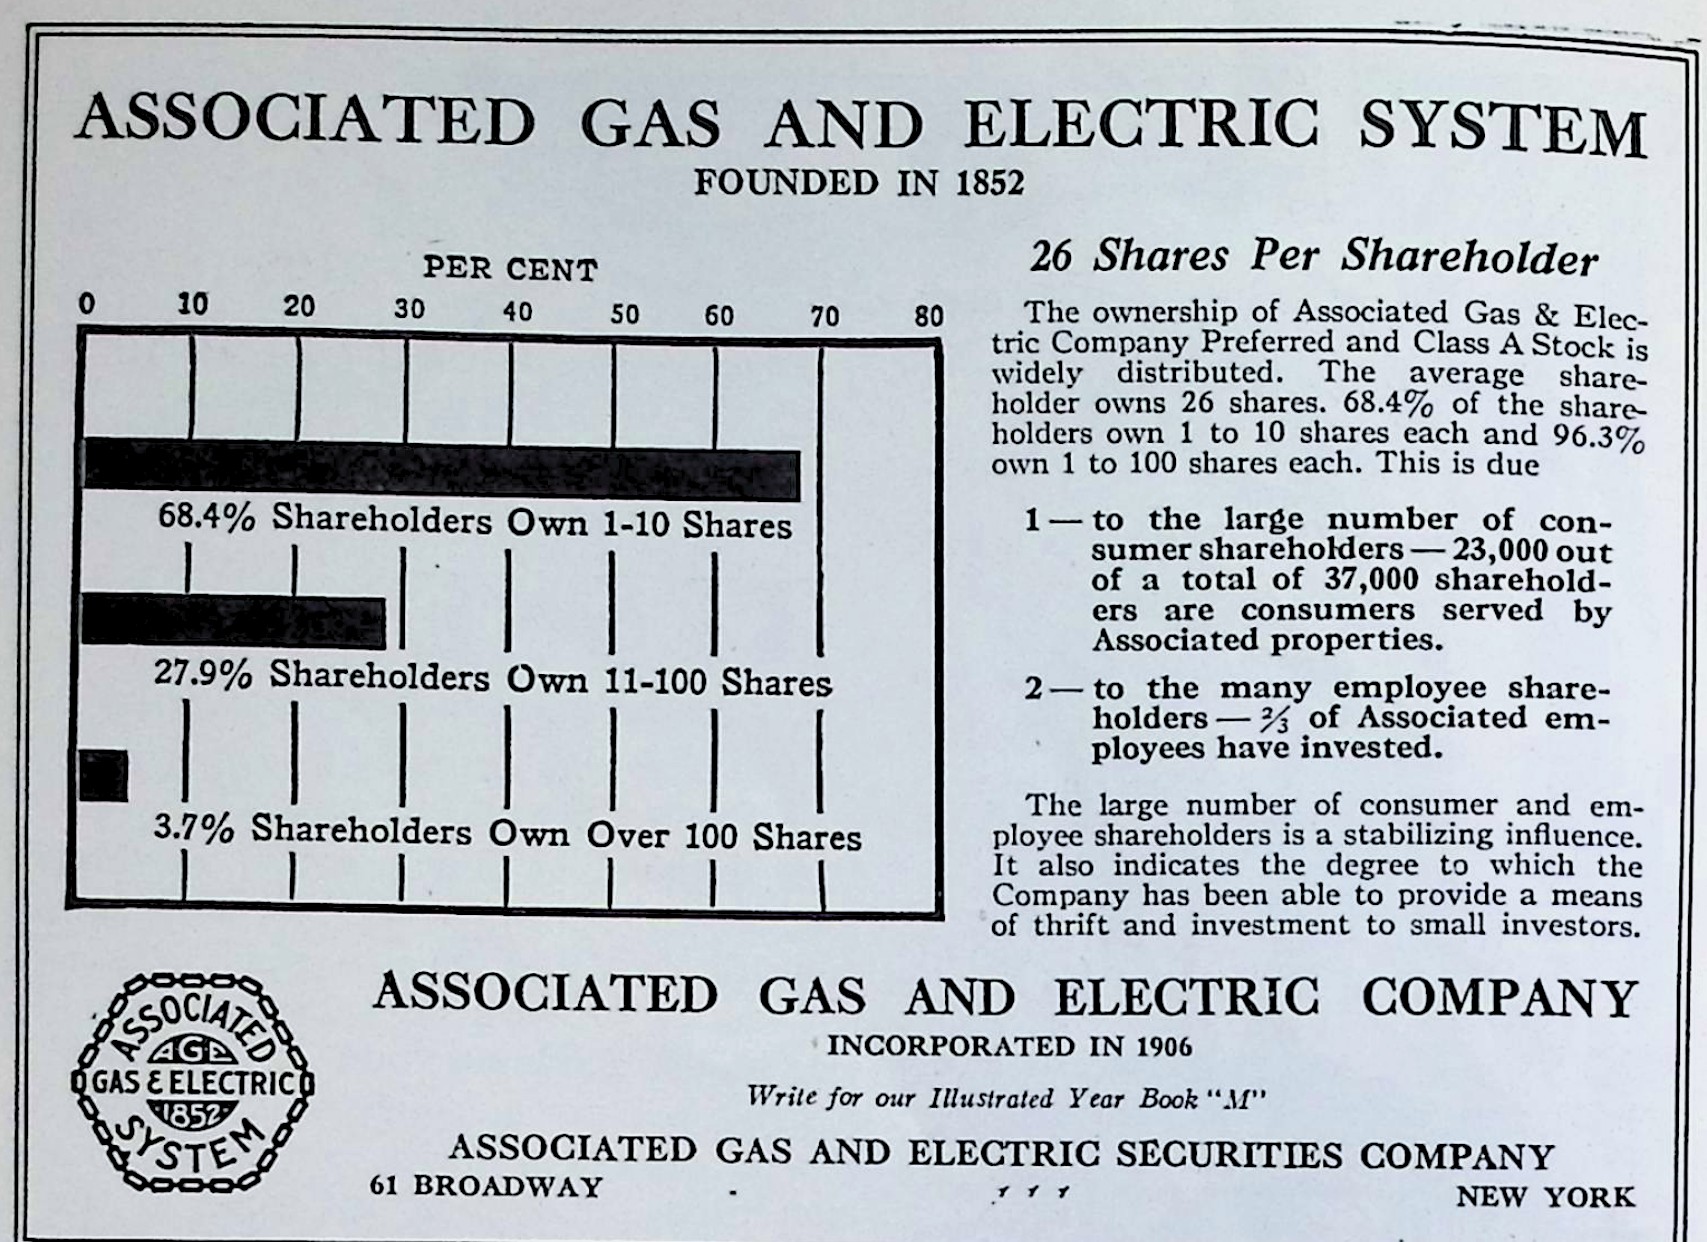 ASSOCIATED GAS AND ELECTRIC SYSTEM
FOUNDED IN 1852
PER CENT
0 10 20 30 40 50 60 70 80
68.4% Shareholders Own 1-10 Shares
27.9% Shareholders Own 11-100 Shares
3.7% Shareholders Own Over 100 Shares
26 Shares Per Shareholder
The ownership of Associated Gas & Elec-
tric Company Preferred and Class A Stock is
widely distributed. The average share-
holder owns 26 shares. 68.4% of the share-
holders own 1 to 10 shares each and 96.3%
own 1 to 100 shares each. This is due
1—to the large number of con-
sumer shareholders—23,000 out
of a total of 37,000 sharehold-
ers are consumers served by
Associated properties.
2—to the many employee share-
holders—⅔ of Associated em-
ployees have invested.
The large number of consumer and em-
ployee shareholders is a stabilizing influence.
It also indicates the degree to which the
Company has been able to provide a means
of thrift and investment to small investors.
ASSOCIATED
AGE
GAS & ELECTRIC
1852
SYSTEM
ASSOCIATED GAS AND ELECTRIC COMPANY
INCORPORATED IN 1906
Write for our Illustrated Year Book "M"
ASSOCIATED GAS AND ELECTRIC SECURITIES COMPANY
61 BROADWAY NEW YORK